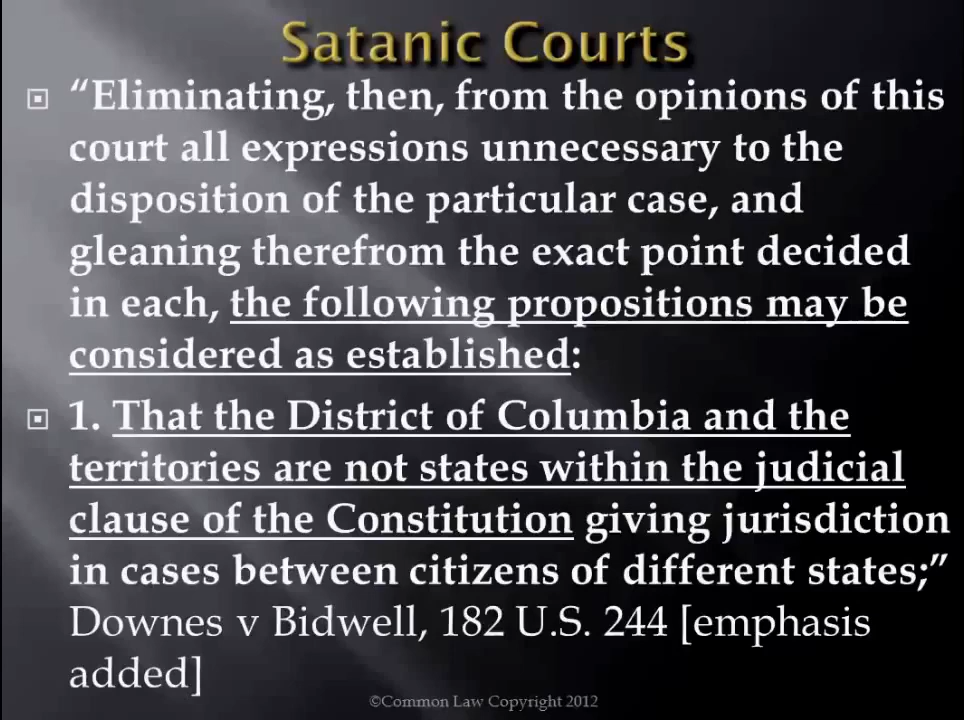 Satanic Courts
“Eliminating, then, from the opinions of this
court all expressions unnecessary to the
disposition of the particular case, and
gleaning therefrom the exact point decided
in each, the following propositions may be
considered as established:
1. That the District of Columbia and the
territories are not states within the judicial
clause of the Constitution giving jurisdiction
in cases between citizens of different states;”
Downes v Bidwell, 182 U.S. 244 [emphasis
added]
©Common Law Copyright 2012